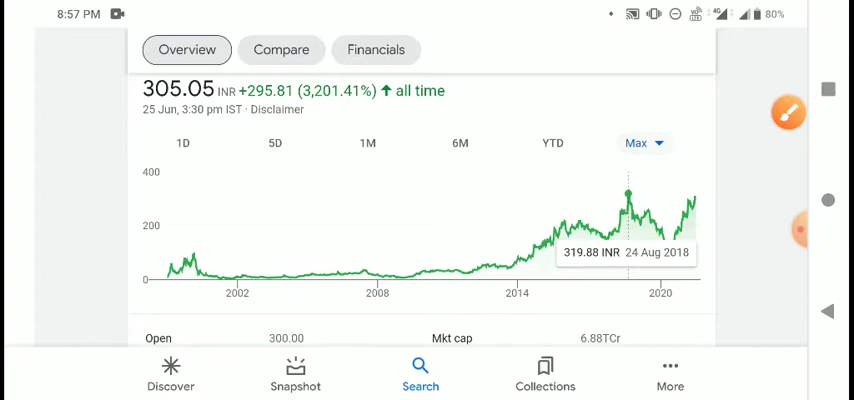 8:57 PM 4G 80%
Overview Compare Financials
305.05 INR +295.81 (3,201.41%) ↑ all time
25 Jun, 3:30 pm IST · Disclaimer
1D 5D 1M 6M YTD Max
400
200
319.88 INR 24 Aug 2018
0
2002 2008 2014 2020
Open 300.00 Mkt cap 6.88TCr
Discover Snapshot Search Collections More